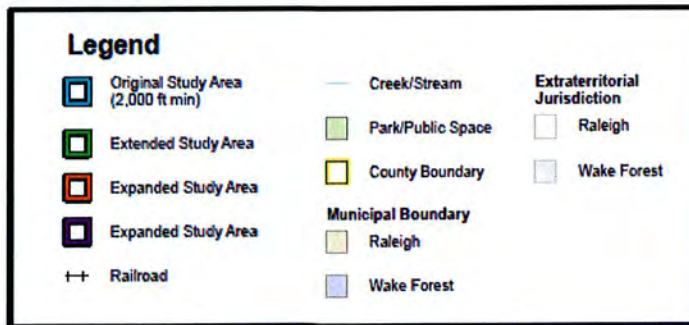 Legend
Original Study Area
(2,000 ft min)
Extended Study Area
Expanded Study Area
Expanded Study Area
Railroad
Creek/Stream
Park/Public Space
County Boundary
Municipal Boundary
Raleigh
Wake Forest
Extraterritorial
Jurisdiction
Raleigh
Wake Forest